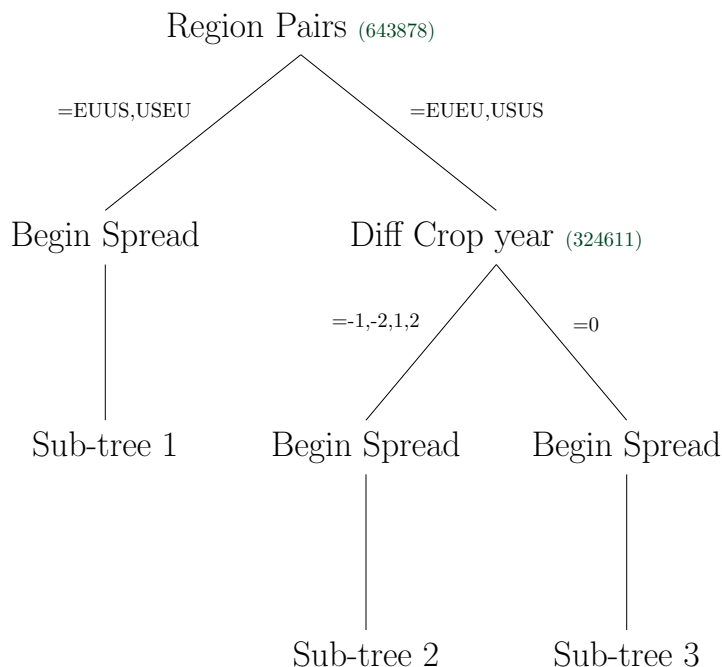 Region Pairs (643878)
=EUUS,USEU
=EUEU,USUS
Begin Spread
Diff Crop year (324611)
=-1,-2,1,2
=0
Sub-tree 1
Begin Spread
Begin Spread
Sub-tree 2
Sub-tree 3